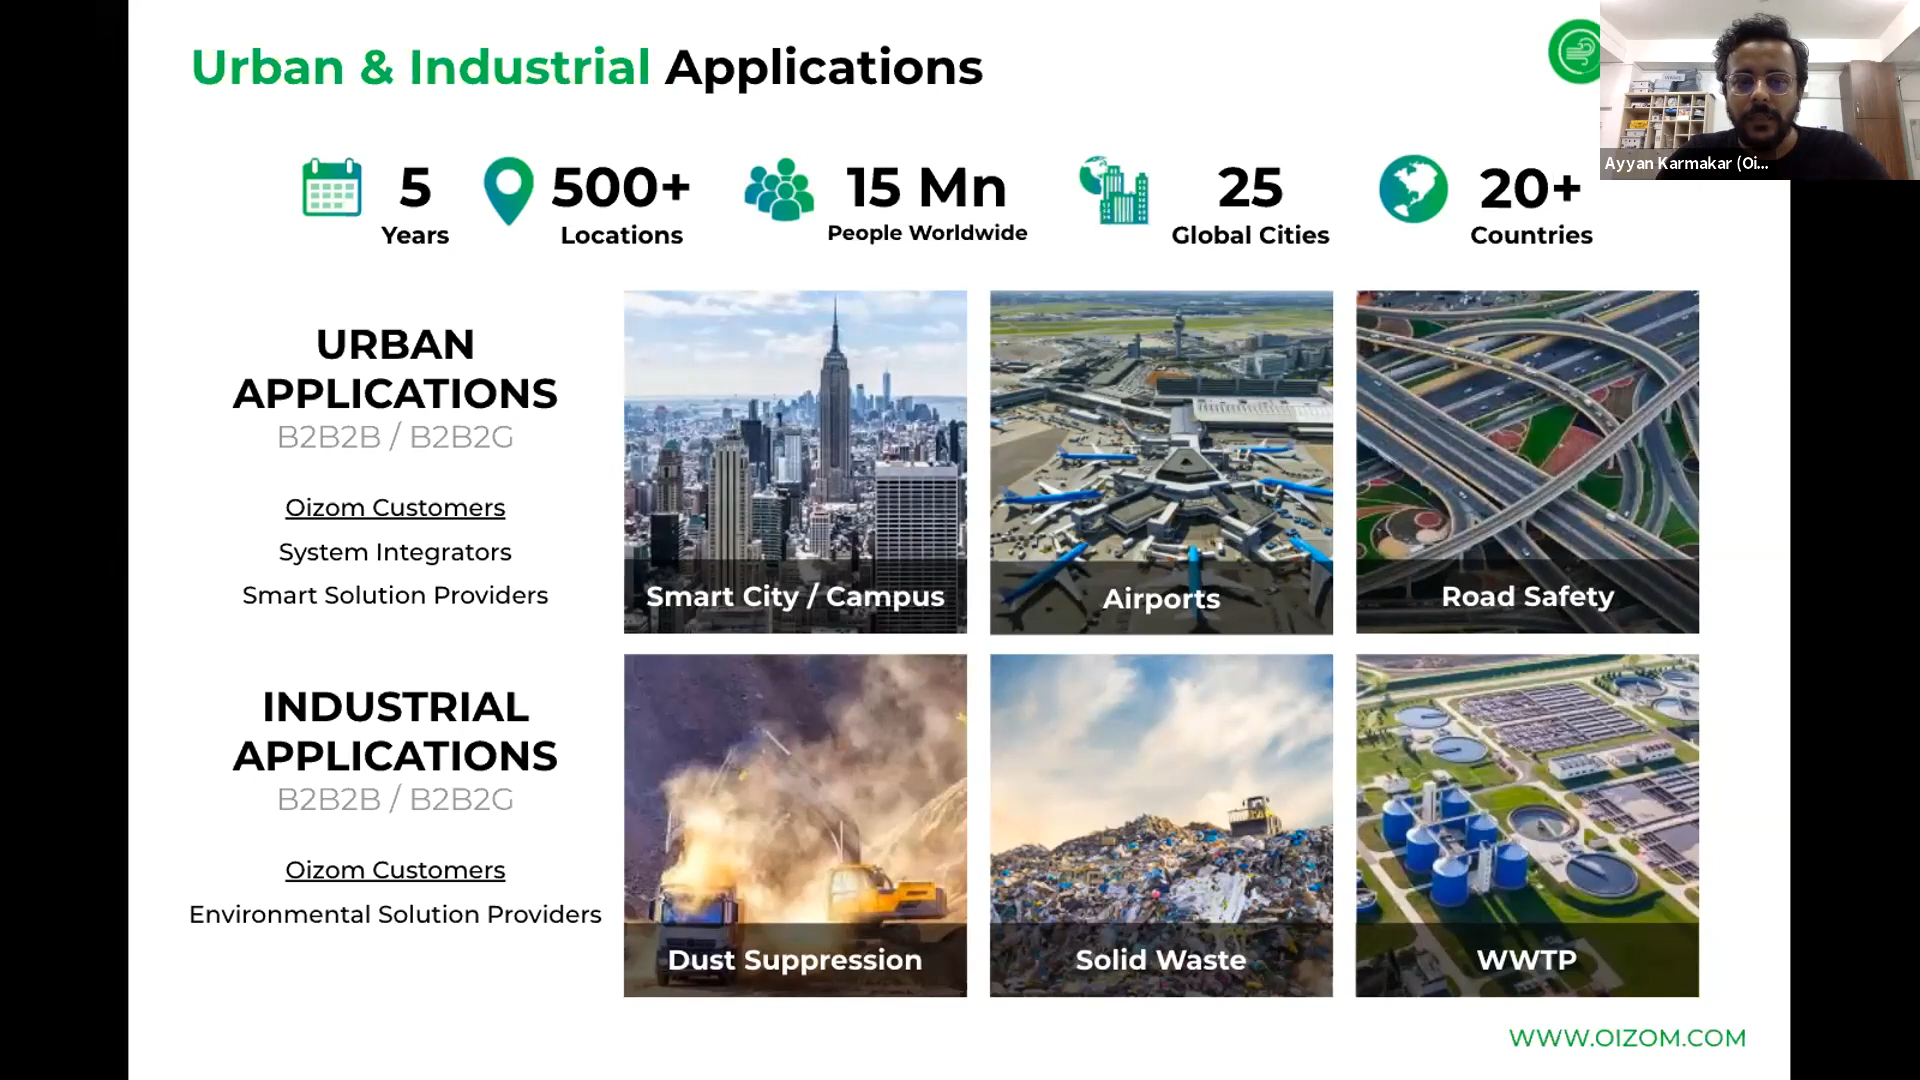 Urban & Industrial Applications
Ayyan Karmakar (Oi...
5
Years
500+
Locations
15 Mn
People Worldwide
25
Global Cities
20+
Countries
URBAN
APPLICATIONS
B2B2B / B2B2G
Oizom Customers
System Integrators
Smart Solution Providers
Smart City / Campus
Airports
Road Safety
INDUSTRIAL
APPLICATIONS
B2B2B / B2B2G
Oizom Customers
Environmental Solution Providers
Dust Suppression
Solid Waste
WWTP
WWW.OIZOM.COM